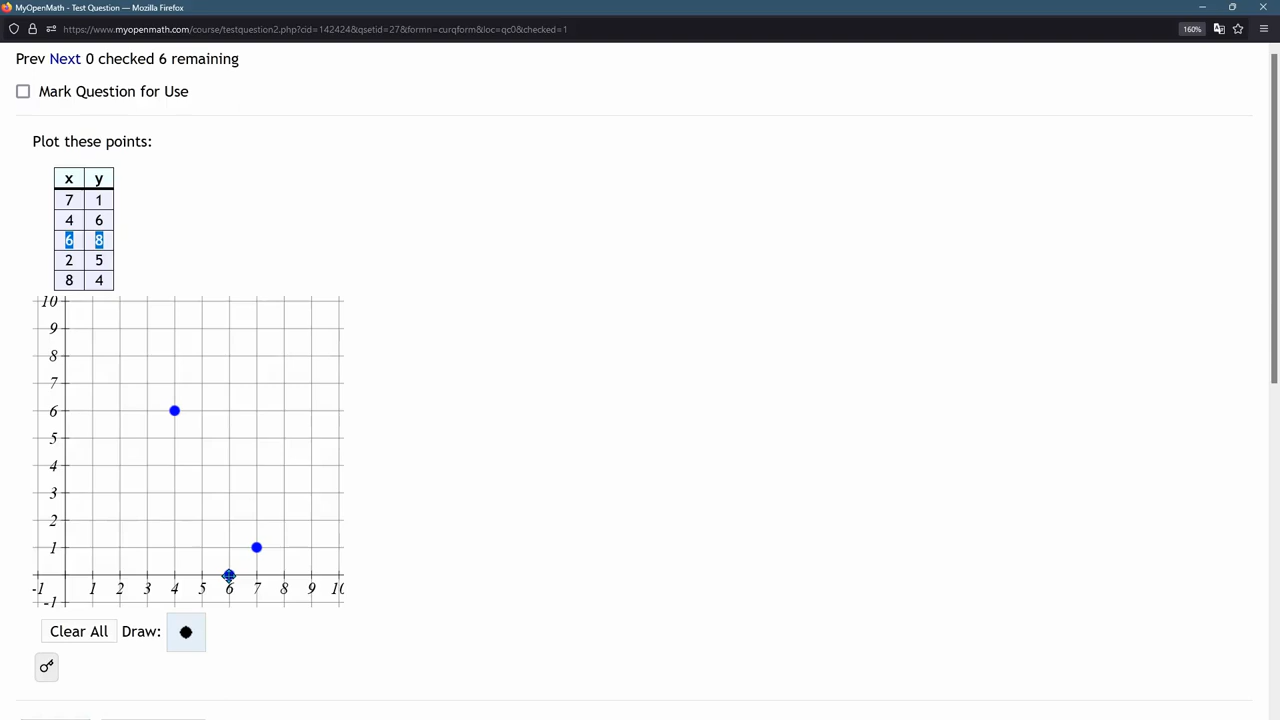 MyOpenMath - Test Question — Mozilla Firefox
https://www.myopenmath.com/course/testquestion2.php?cid=142424&qsetid=27&formn=curqform&loc=qc0&checked=1
160%
Prev Next 0 checked 6 remaining
Mark Question for Use
Plot these points:
x y
7 1
4 6
6 8
2 5
8 4
10
9
8
7
6
5
4
3
2
1
-1 1 2 3 4 5 6 7 8 9 10
-1
Clear All Draw: